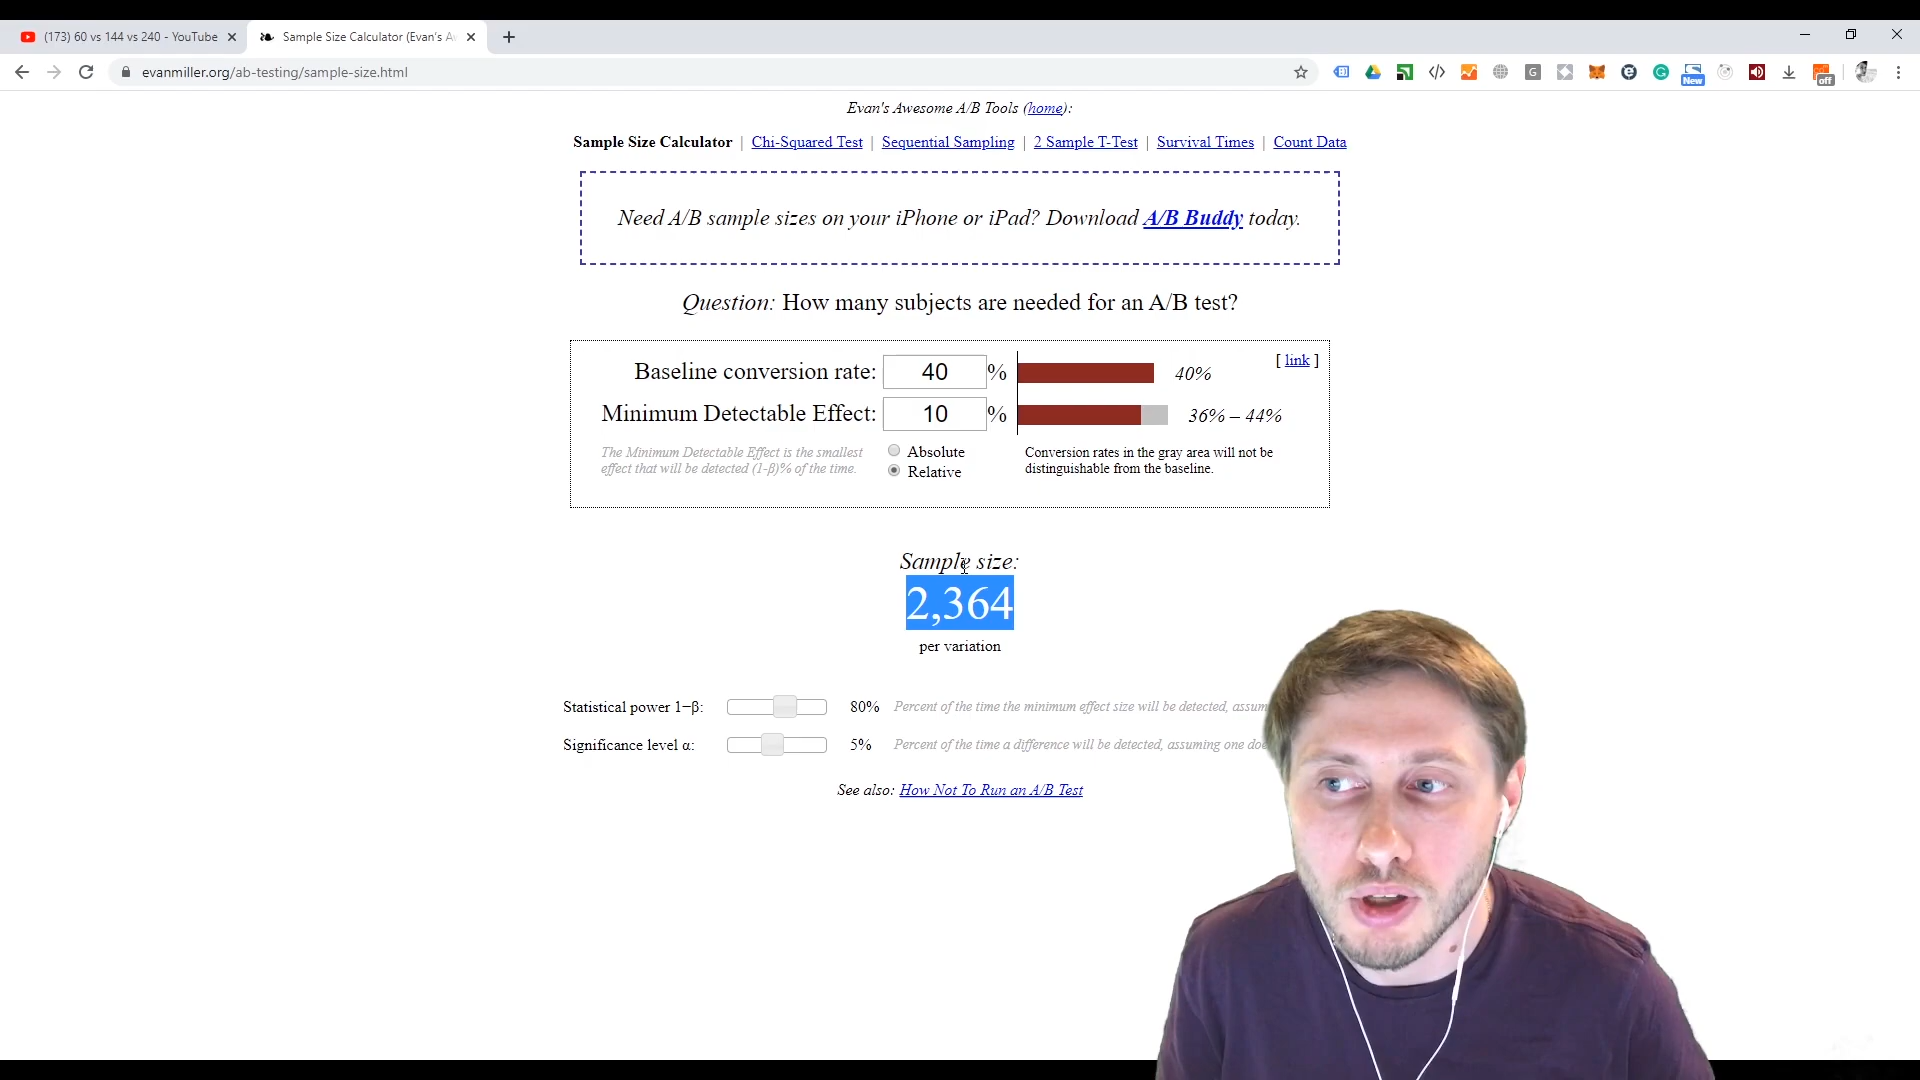 (173) 60 vs 144 vs 240 - YouTube
Sample Size Calculator (Evan's A
evanmiller.org/ab-testing/sample-size.html
New
off
Evan's Awesome A/B Tools (home):
Sample Size Calculator | Chi-Squared Test | Sequential Sampling | 2 Sample T-Test | Survival Times | Count Data
Need A/B sample sizes on your iPhone or iPad? Download A/B Buddy today.
Question: How many subjects are needed for an A/B test?
Baseline conversion rate: 40 % 40% [ link ]
Minimum Detectable Effect: 10 % 36% – 44%
The Minimum Detectable Effect is the smallest
effect that will be detected (1-β)% of the time.
Absolute
Relative
Conversion rates in the gray area will not be
distinguishable from the baseline.
Sample size:
2,364
per variation
Statistical power 1−β: 80% Percent of the time the minimum effect size will be detected, assum
Significance level α: 5% Percent of the time a difference will be detected, assuming one doe
See also: How Not To Run an A/B Test